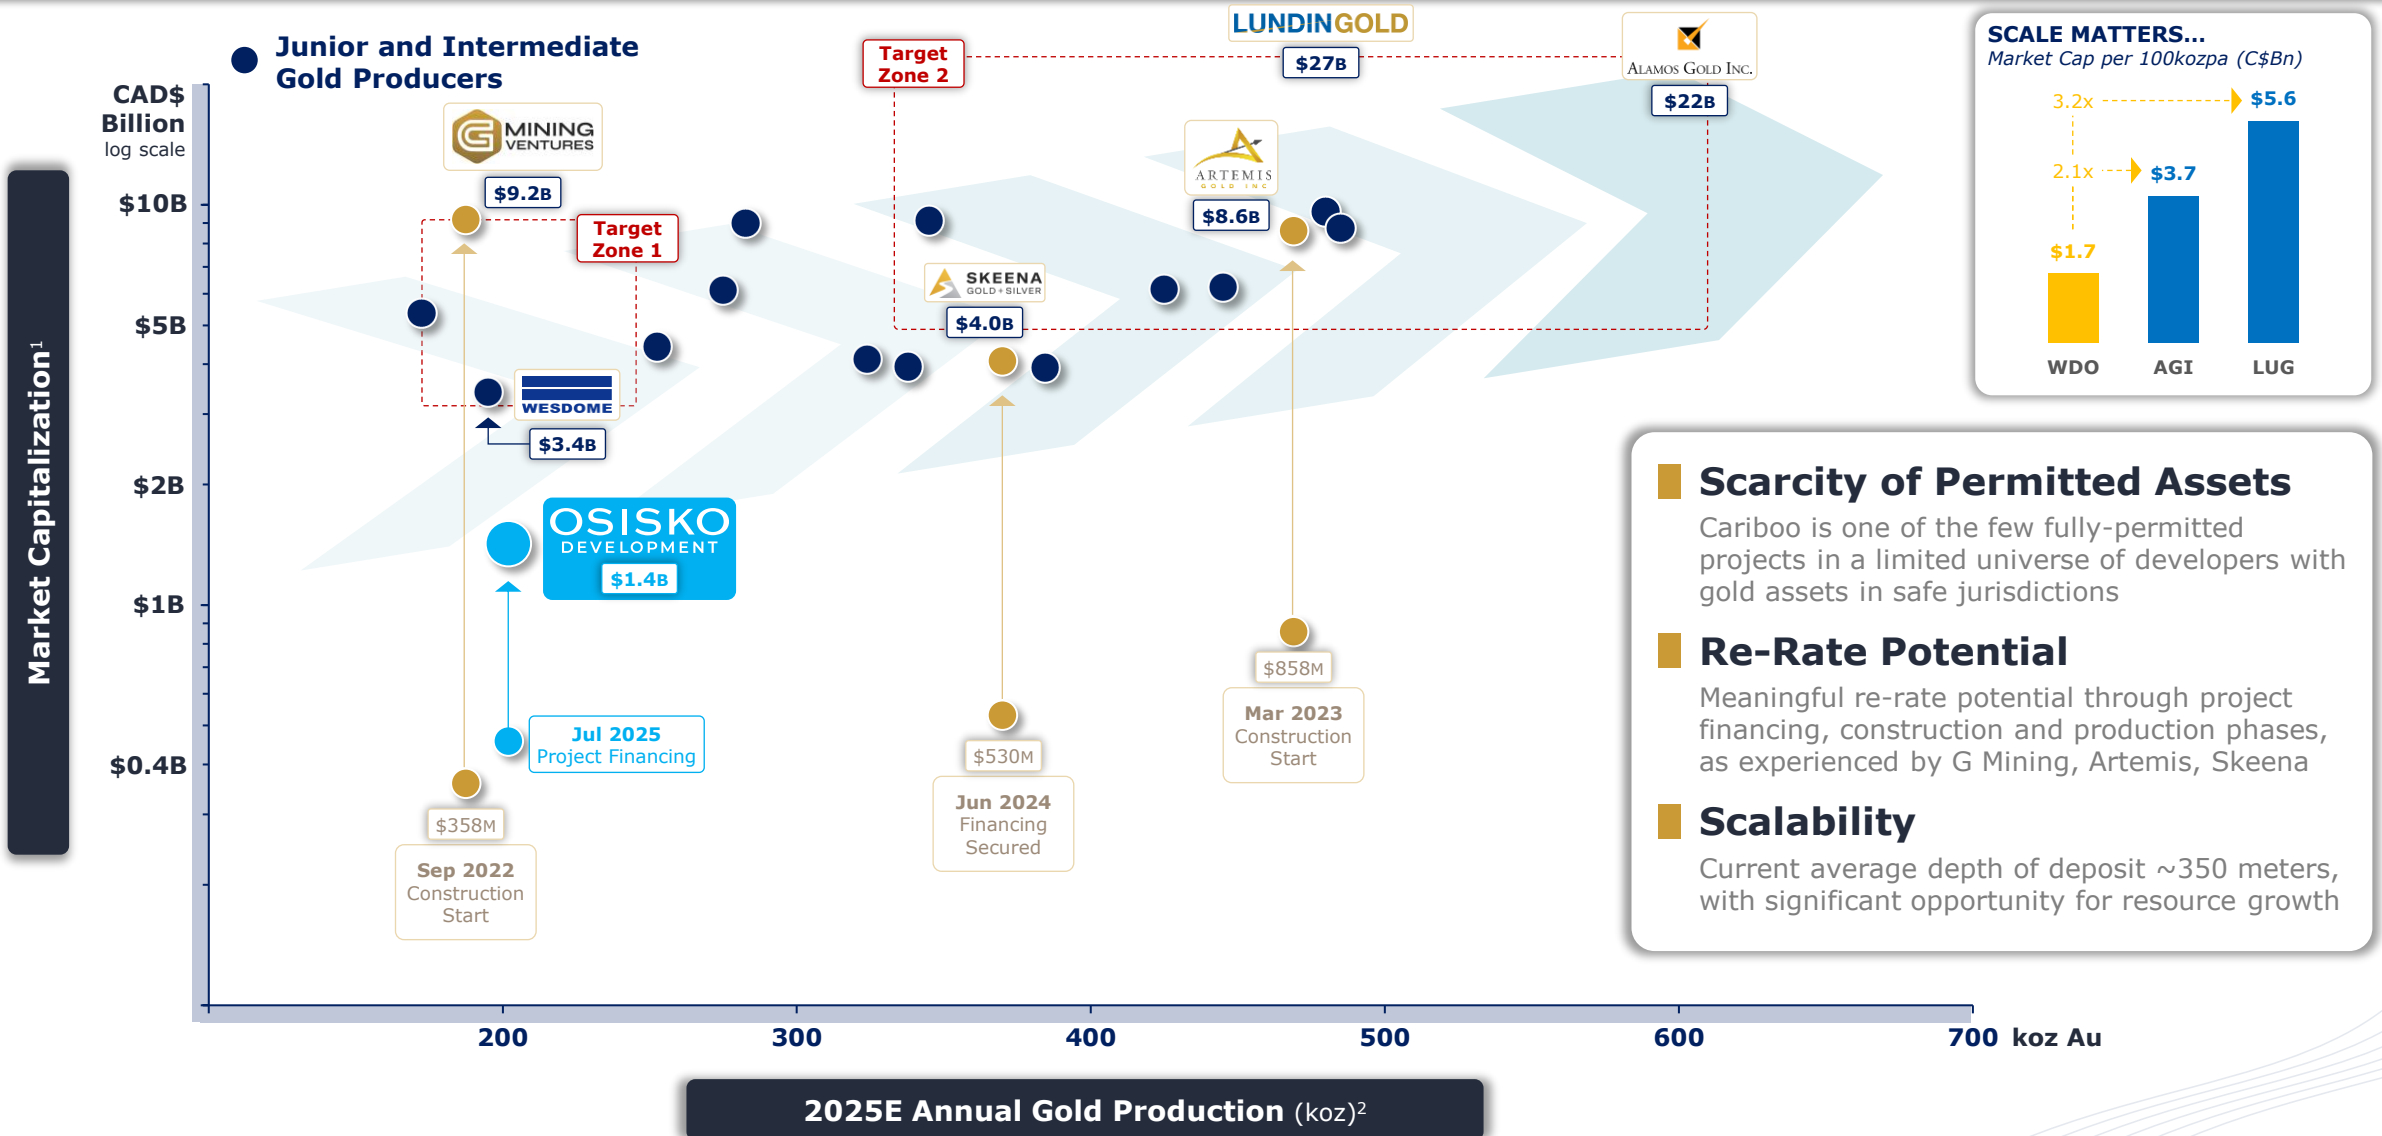 Junior and Intermediate
Gold Producers
CAD$
Billion
log scale
$10B
$5B
$2B
$1B
$0.4B
Market Capitalization1
G MINING
VENTURES
$9.2B
Target
Zone 1
WESDOME
$3.4B
OSISKO
DEVELOPMENT
$1.4B
Jul 2025
Project Financing
$358M
Sep 2022
Construction
Start
Target
Zone 2
LUNDINGOLD
$27B
ALAMOS GOLD INC.
$22B
ARTEMIS
GOLD INC
$8.6B
SKEENA
GOLD+SILVER
$4.0B
$530M
Jun 2024
Financing
Secured
$858M
Mar 2023
Construction
Start
200
300
400
500
600
700 koz Au
2025E Annual Gold Production (koz)2
SCALE MATTERS...
Market Cap per 100kozpa (C$Bn)
3.2x
$5.6
2.1x
$3.7
$1.7
WDO
AGI
LUG
Scarcity of Permitted Assets
Cariboo is one of the few fully-permitted
projects in a limited universe of developers with
gold assets in safe jurisdictions
Re-Rate Potential
Meaningful re-rate potential through project
financing, construction and production phases,
as experienced by G Mining, Artemis, Skeena
Scalability
Current average depth of deposit ~350 meters,
with significant opportunity for resource growth